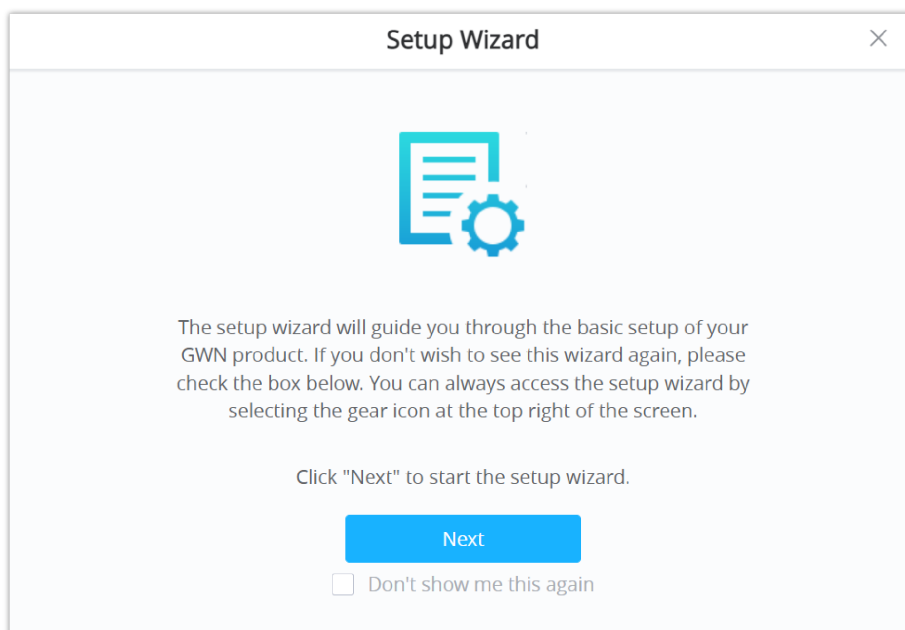 Setup Wizard
The setup wizard will guide you through the basic setup of your
GWN product. If you don't wish to see this wizard again, please
check the box below. You can always access the setup wizard by
selecting the gear icon at the top right of the screen.
Click "Next" to start the setup wizard.
Next
Don't show me this again